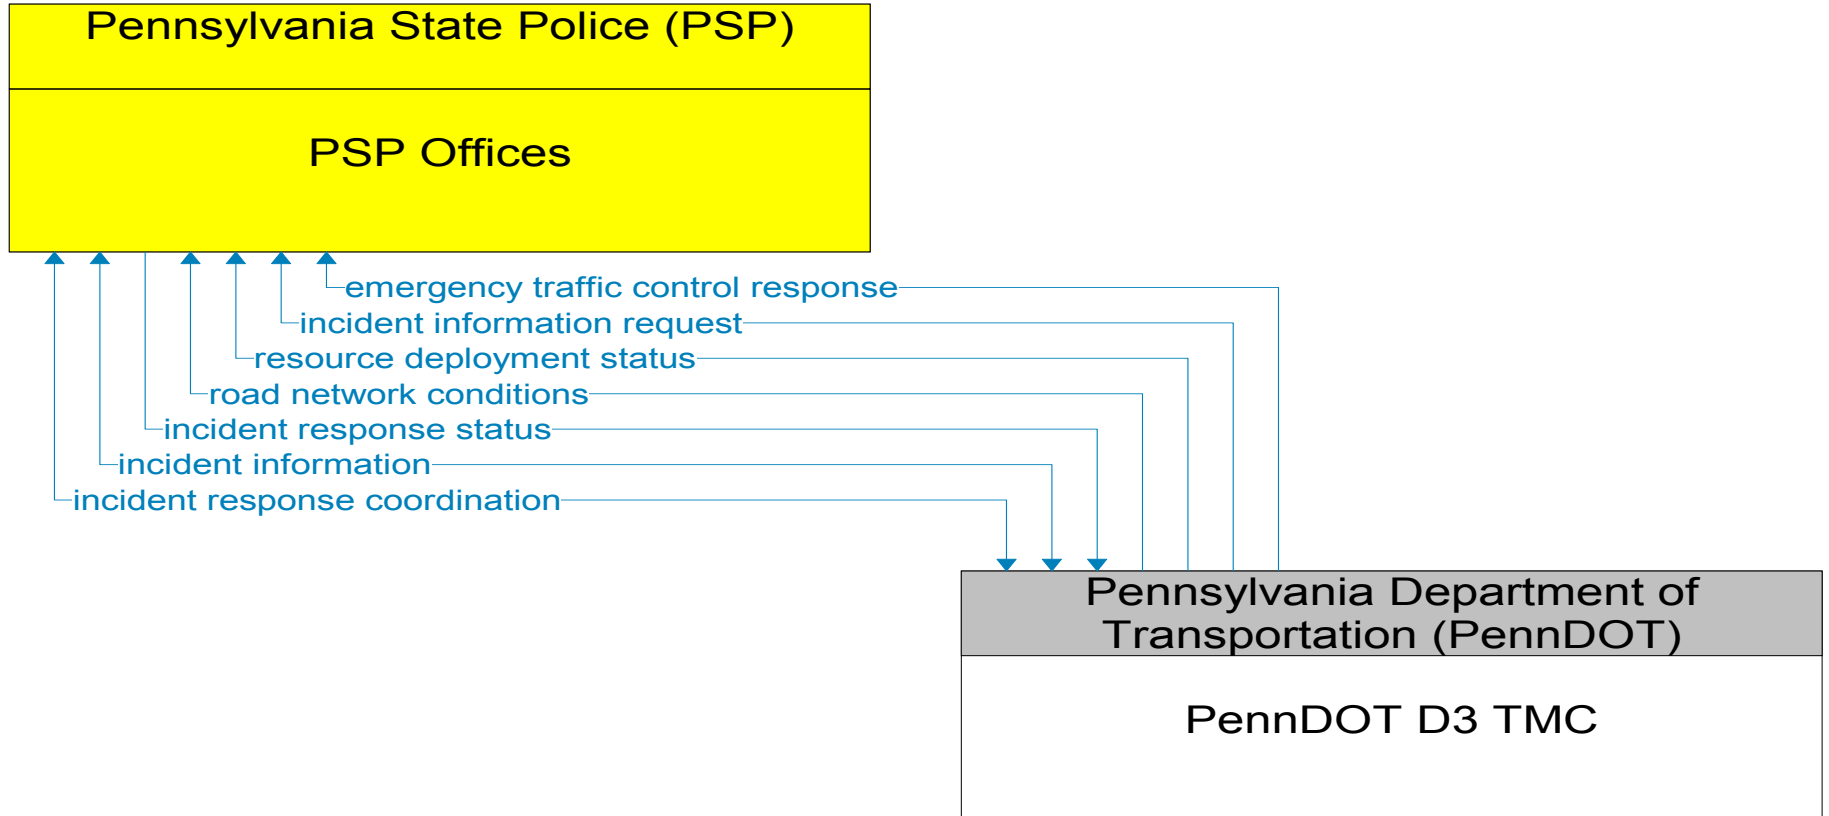 Pennsylvania State Police (PSP)
PSP Offices
emergency traffic control response
incident information request
resource deployment status
road network conditions
incident response status
incident information
incident response coordination
Pennsylvania Department of
Transportation (PennDOT)
PennDOT D3 TMC